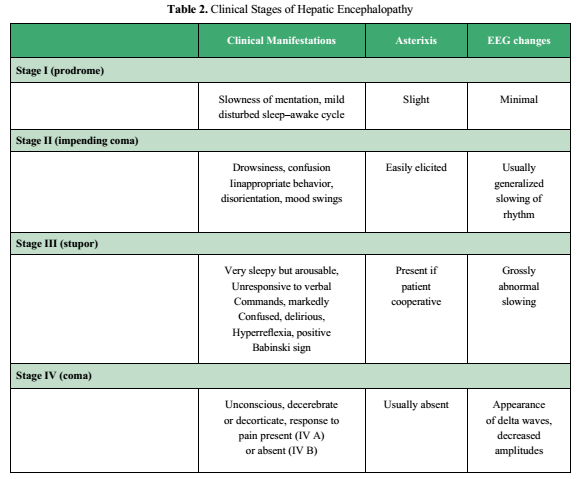 Table 2. Clinical Stages of Hepatic Encephalopathy
Clinical Manifestations Asterixis EEG changes
Stage I (prodrome)
Slowness of mentation, mild Slight Minimal
disturbed sleep–awake cycle
Stage II (impending coma)
Drowsiness, confusion Easily elicited Usually
Iinappropriate behavior, generalized
disorientation, mood swings slowing of
rhythm
Stage III (stupor)
Very sleepy but arousable, Present if Grossly
Unresponsive to verbal patient abnormal
Commands, markedly cooperative slowing
Confused, delirious,
Hyperreflexia, positive
Babinski sign
Stage IV (coma)
Unconscious, decerebrate Usually absent Appearance
or decorticate, response to of delta waves,
pain present (IV A) decreased
or absent (IV B) amplitudes